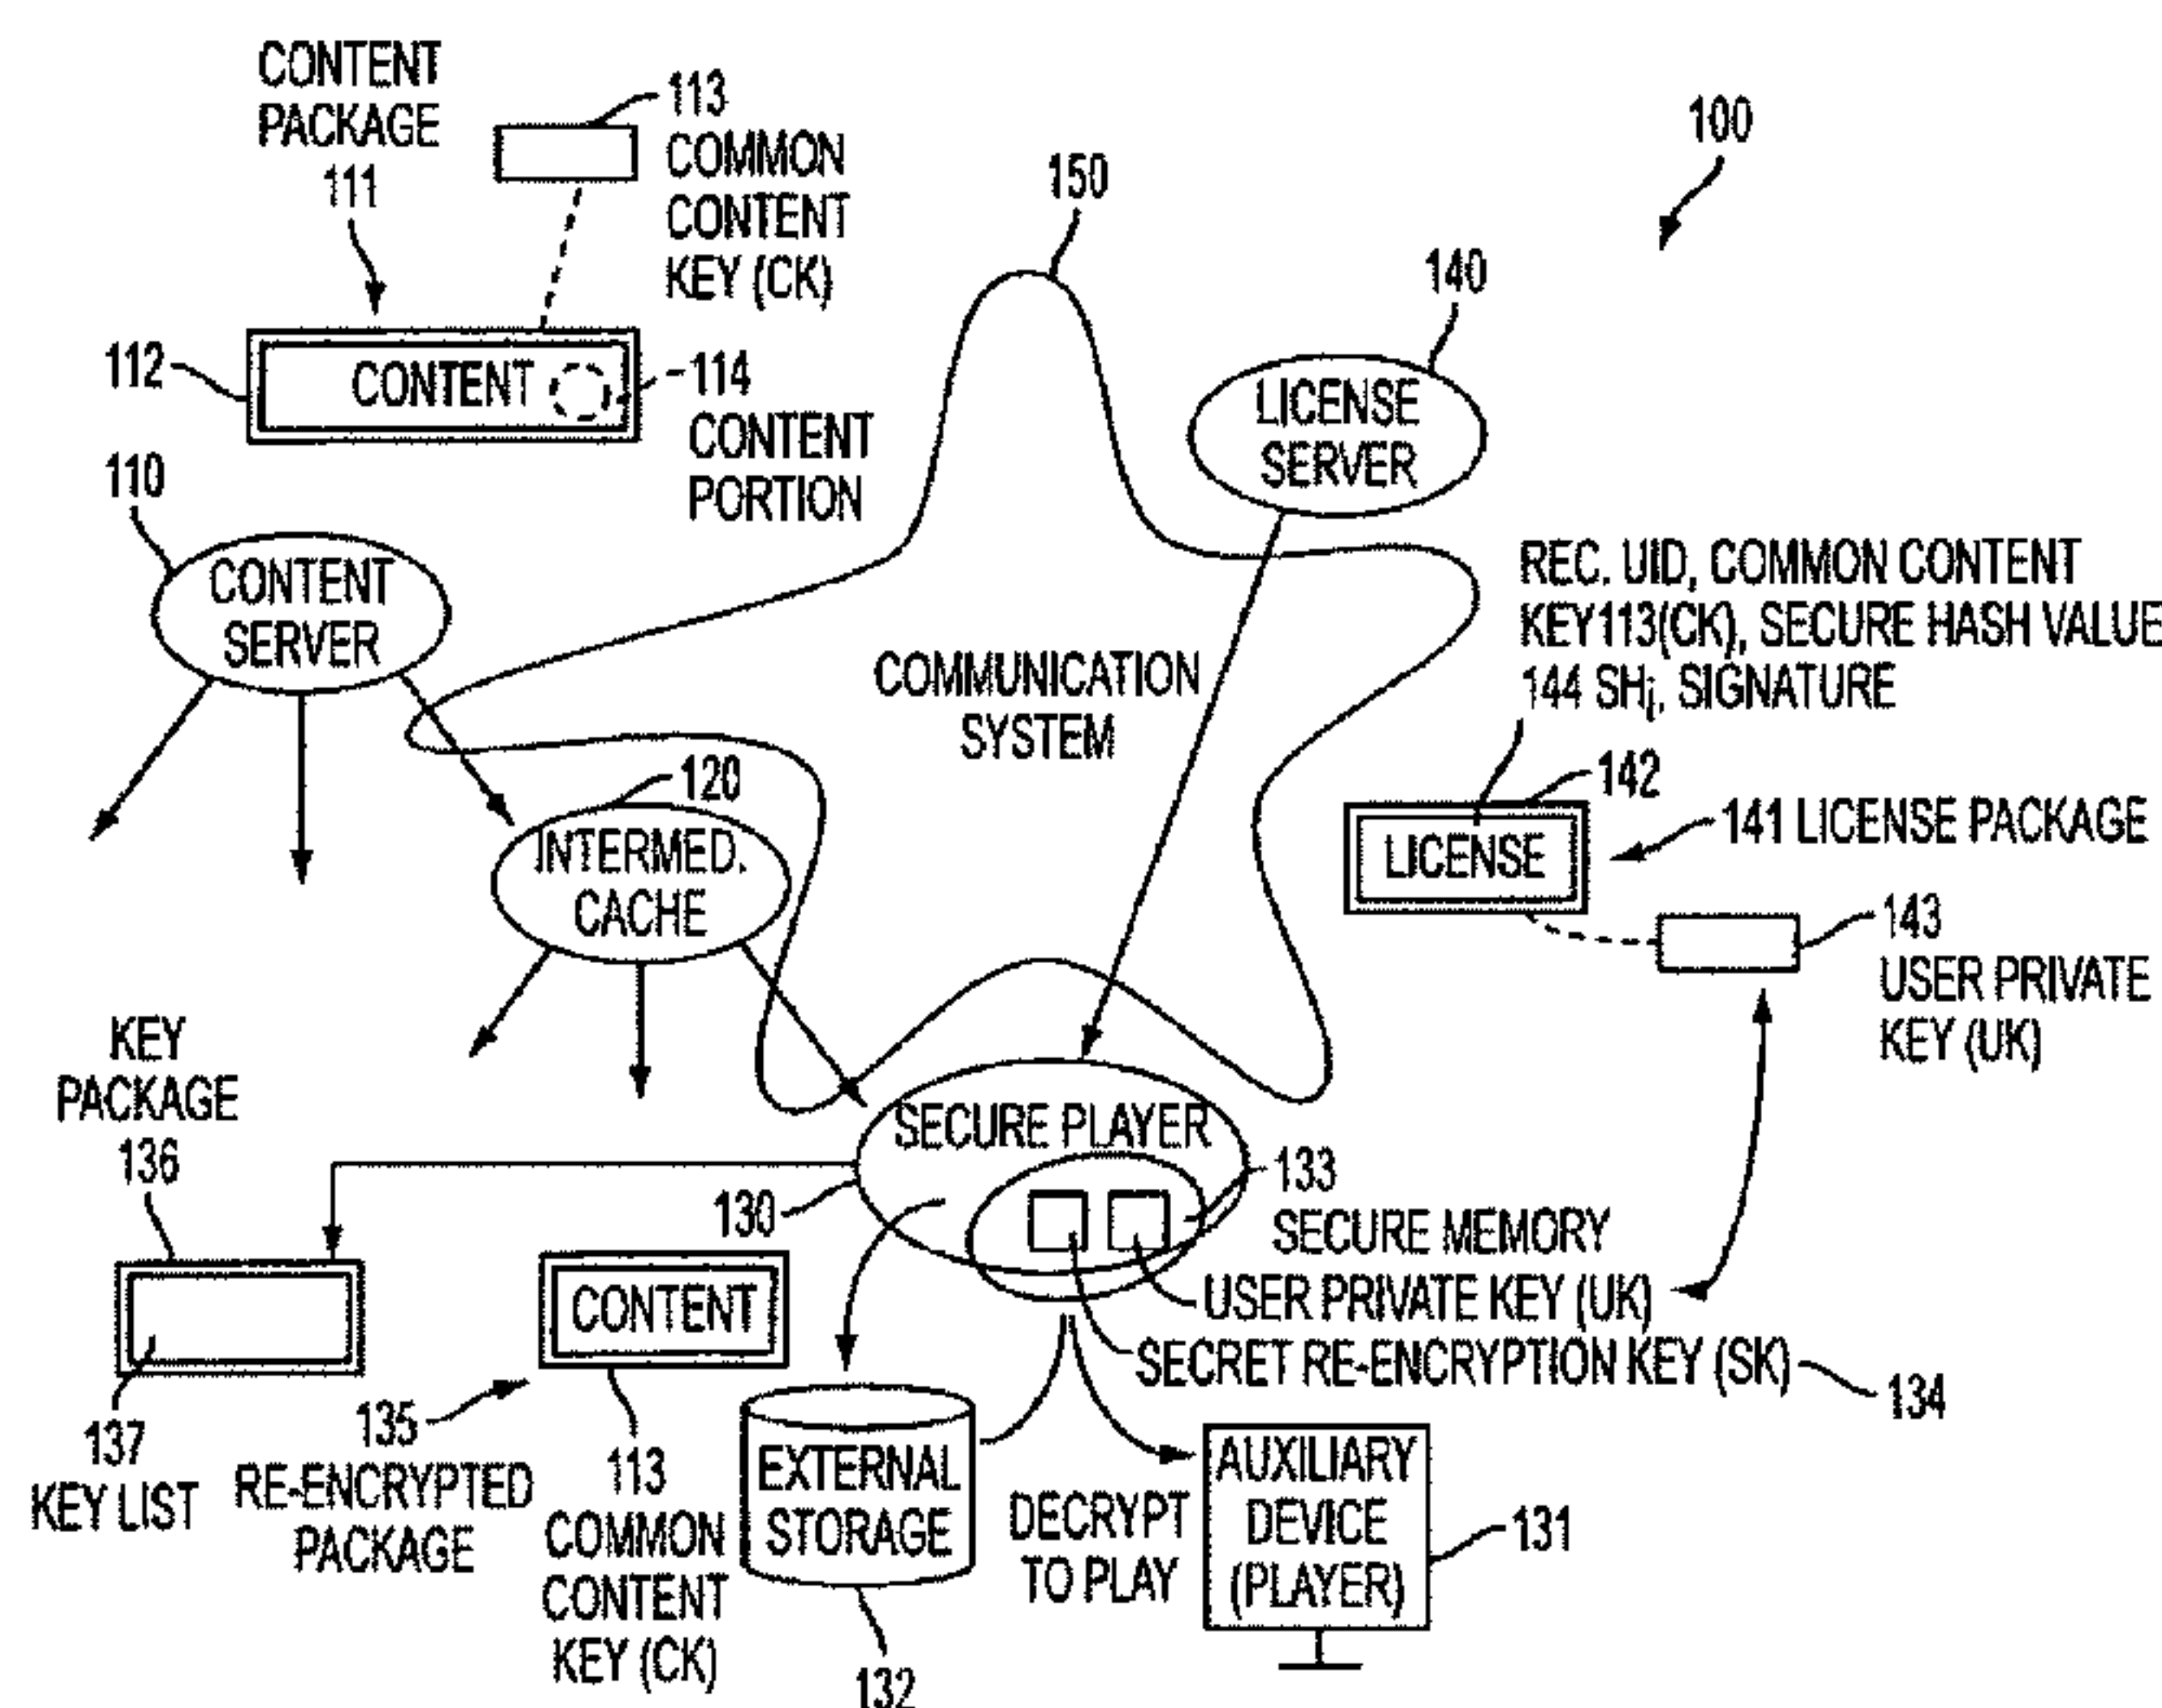 CONTENT
PACKAGE
111
113
COMMON
CONTENT
KEY (CK)
150
100
140
112
CONTENT
114
CONTENT
PORTION
LICENSE
SERVER
110
CONTENT
SERVER
REC. UID, COMMON CONTENT
KEY113(CK), SECURE HASH VALUE
144 SHi, SIGNATURE
COMMUNICATION
SYSTEM
120
INTERMED.
CACHE
142
LICENSE
141 LICENSE PACKAGE
143
USER PRIVATE
KEY (UK)
KEY
PACKAGE
136
SECURE PLAYER
130
133
SECURE MEMORY
USER PRIVATE KEY (UK)
SECRET RE-ENCRYPTION KEY (SK)
134
137
KEY LIST
CONTENT
135
RE-ENCRYPTED
PACKAGE
113
COMMON
CONTENT
KEY (CK)
EXTERNAL
STORAGE
132
DECRYPT
TO PLAY
AUXILIARY
DEVICE
(PLAYER)
131